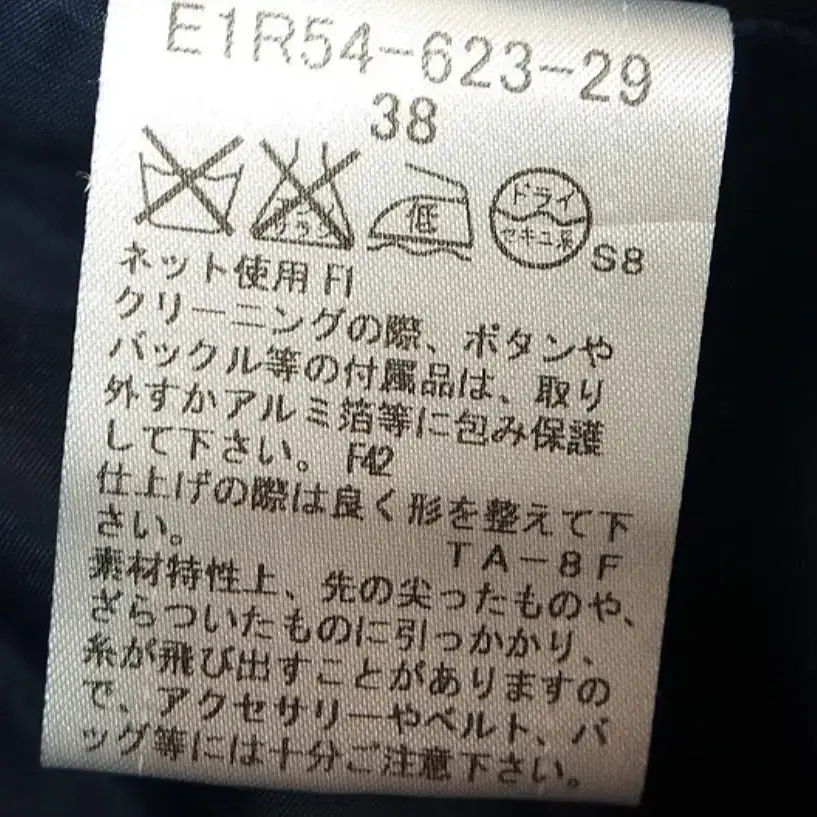 E1R54-623-29
38
エンソ
サラシ
低
ドライ
セキユ系
S8
ネット使用 F1
クリーニングの際、ボタンや
バックル等の付属品は、取り
外すかアルミ箔等に包み保護
して下さい。 F42
仕上げの際は良く形を整えて下
さい。
TA-8F
素材特性上、先の尖ったものや、
ざらついたものに引っかかり、
糸が飛び出すことがありますの
で、アクセサリーやベルト、バ
ッグ等には十分ご注意下さい。